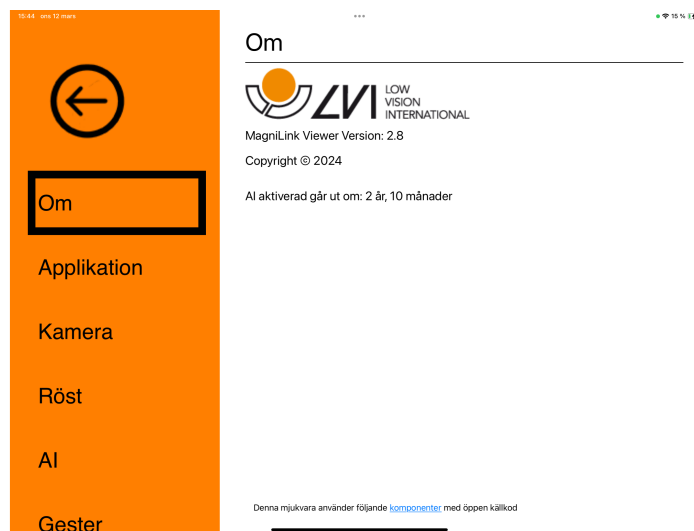 15:44 ons 12 mars
15 %
Om
Applikation
Kamera
Röst
AI
Gester
Om
LVI LOW
VISION
INTERNATIONAL
MagniLink Viewer Version: 2.8
Copyright © 2024
AI aktiverad går ut om: 2 år, 10 månader
Denna mjukvara använder följande komponenter med öppen källkod